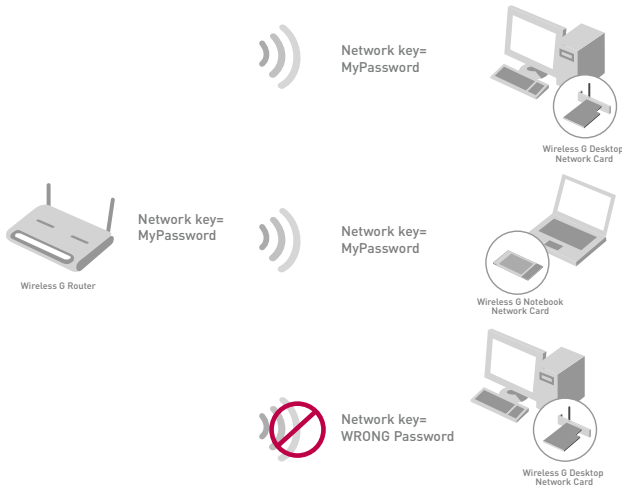 Network key=
MyPassword
Wireless G Desktop
Network Card
Network key=
MyPassword
Wireless G Router
Network key=
MyPassword
Wireless G Notebook
Network Card
Network key=
WRONG Password
Wireless G Desktop
Network Card